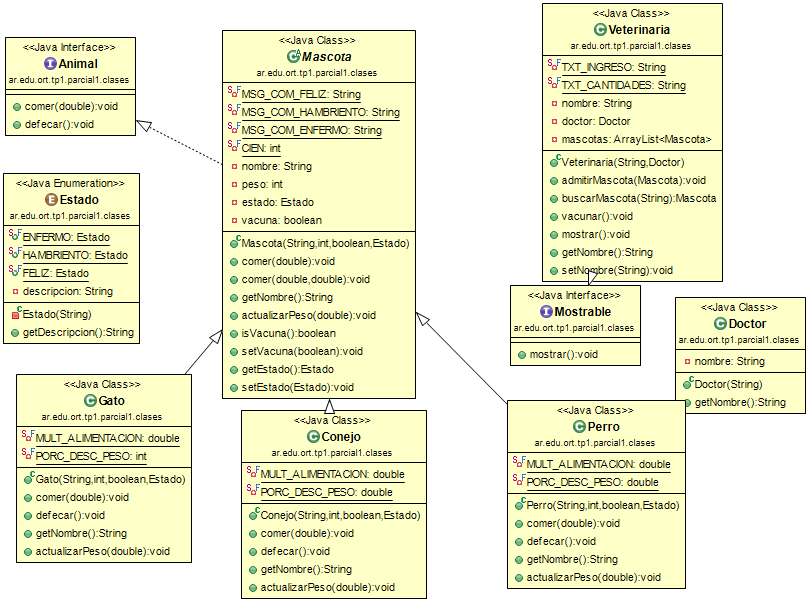 <<Java Interface>>
Animal
ar.edu.ort.tp1.parcial1.clases
comer(double):void
defecar():void
<<Java Enumeration>>
Estado
ar.edu.ort.tp1.parcial1.clases
ENFERMO: Estado
HAMBRIENTO: Estado
FELIZ: Estado
descripcion: String
Estado(String)
getDescripcion():String
<<Java Class>>
Mascota
ar.edu.ort.tp1.parcial1.clases
MSG_COM_FELIZ: String
MSG_COM_HAMBRIENTO: String
MSG_COM_ENFERMO: String
CIEN: int
nombre: String
peso: int
estado: Estado
vacuna: boolean
Mascota(String,int,boolean,Estado)
comer(double):void
comer(double,double):void
getNombre():String
actualizarPeso(double):void
isVacuna():boolean
setVacuna(boolean):void
getEstado():Estado
setEstado(Estado):void
<<Java Class>>
Veterinaria
ar.edu.ort.tp1.parcial1.clases
TXT_INGRESO: String
TXT_CANTIDADES: String
nombre: String
doctor: Doctor
mascotas: ArrayList<Mascota>
Veterinaria(String,Doctor)
admitirMascota(Mascota):void
buscarMascota(String):Mascota
vacunar():void
mostrar():void
getNombre():String
setNombre(String):void
<<Java Interface>>
Mostrable
ar.edu.ort.tp1.parcial1.clases
mostrar():void
<<Java Class>>
Doctor
ar.edu.ort.tp1.parcial1.clases
nombre: String
Doctor(String)
getNombre():String
<<Java Class>>
Gato
ar.edu.ort.tp1.parcial1.clases
MULT_ALIMENTACION: double
PORC_DESC_PESO: int
Gato(String,int,boolean,Estado)
comer(double):void
defecar():void
getNombre():String
actualizarPeso(double):void
<<Java Class>>
Conejo
ar.edu.ort.tp1.parcial1.clases
MULT_ALIMENTACION: double
PORC_DESC_PESO: double
Conejo(String,int,boolean,Estado)
comer(double):void
defecar():void
getNombre():String
actualizarPeso(double):void
<<Java Class>>
Perro
ar.edu.ort.tp1.parcial1.clases
MULT_ALIMENTACION: double
PORC_DESC_PESO: double
Perro(String,int,boolean,Estado)
comer(double):void
defecar():void
getNombre():String
actualizarPeso(double):void